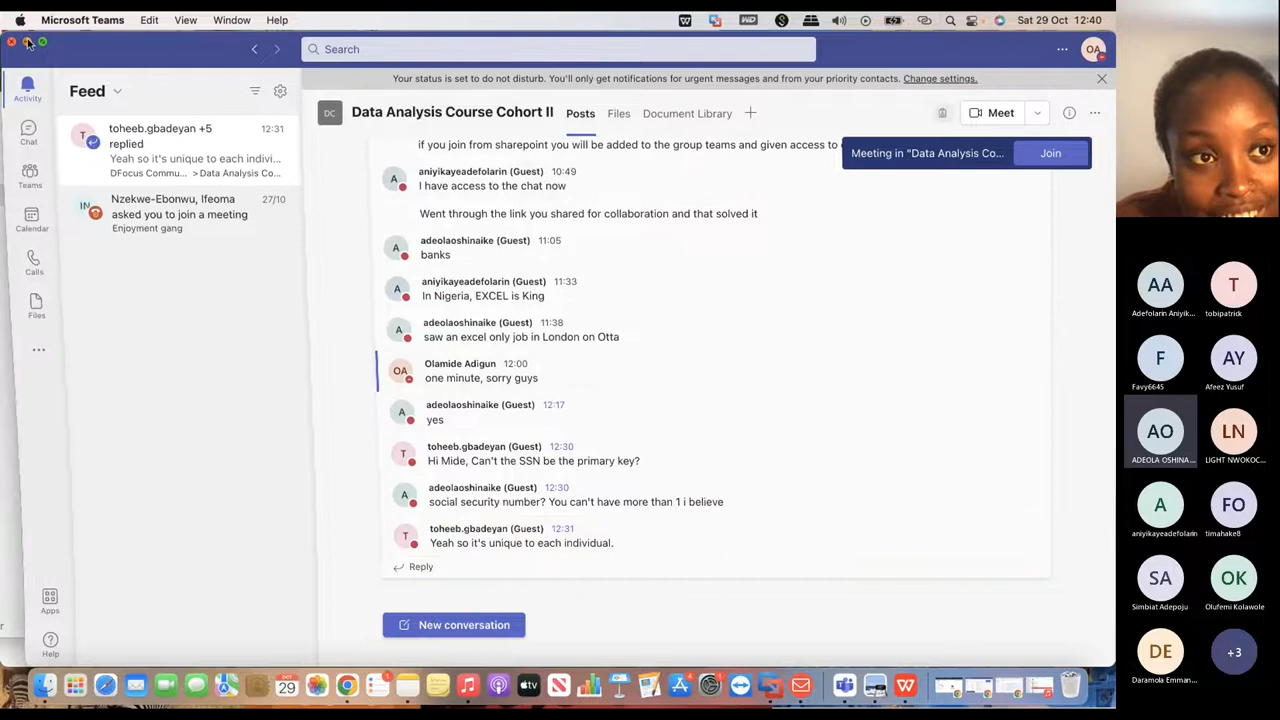 Microsoft Teams Edit View Window Help
Sat 29 Oct 12:40
Search
OA
Your status is set to do not disturb. You'll only get notifications for urgent messages and from your priority contacts. Change settings.
Activity
Chat
Teams
Calendar
Calls
Files
Apps
Help
Feed
T
toheeb.gbadeyan +5 12:31
replied
Yeah so it's unique to each indivi...
DFocus Commu... > Data Analysis Co...
IN
Nzekwe-Ebonwu, Ifeoma 27/10
asked you to join a meeting
Enjoyment gang
DC Data Analysis Course Cohort II Posts Files Document Library
Meet
Meeting in "Data Analysis Co... Join
if you join from sharepoint you will be added to the group teams and given access to
A
aniyikayeadefolarin (Guest) 10:49
I have access to the chat now
Went through the link you shared for collaboration and that solved it
A
adeolaoshinaike (Guest) 11:05
banks
A
aniyikayeadefolarin (Guest) 11:33
In Nigeria, EXCEL is King
A
adeolaoshinaike (Guest) 11:38
saw an excel only job in London on Otta
OA
Olamide Adigun 12:00
one minute, sorry guys
A
adeolaoshinaike (Guest) 12:17
yes
T
toheeb.gbadeyan (Guest) 12:30
Hi Mide, Can't the SSN be the primary key?
A
adeolaoshinaike (Guest) 12:30
social security number? You can't have more than 1 i believe
T
toheeb.gbadeyan (Guest) 12:31
Yeah so it's unique to each individual.
Reply
New conversation
AA T
Adefolarin Aniyik... tobipatrick
F AY
Favy6645 Afeez Yusuf
AO LN
ADEOLA OSHINA... LIGHT NWOKOC...
A FO
aniyikayeadefolarin timahake8
SA OK
Simbiat Adepoju Olufemi Kolawole
DE +3
Daramola Emman...
OCT
29
tv